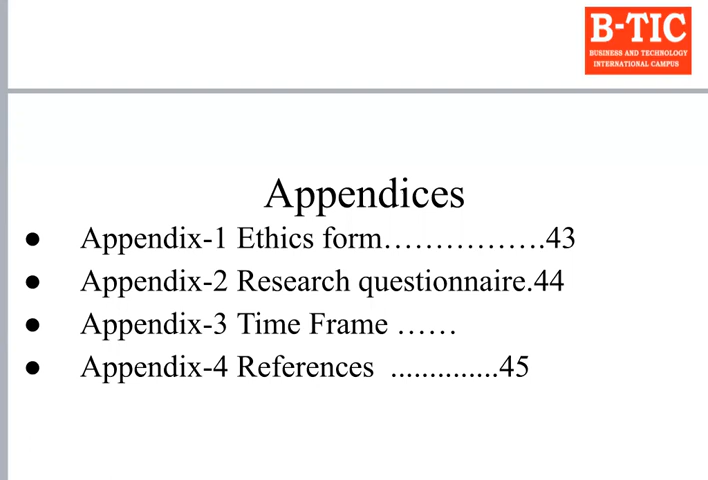 B-TIC
BUSINESS AND TECHNOLOGY
INTERNATIONAL CAMPUS
Appendices
● Appendix-1 Ethics form…………….43
● Appendix-2 Research questionnaire.44
● Appendix-3 Time Frame ……
● Appendix-4 References ..............45